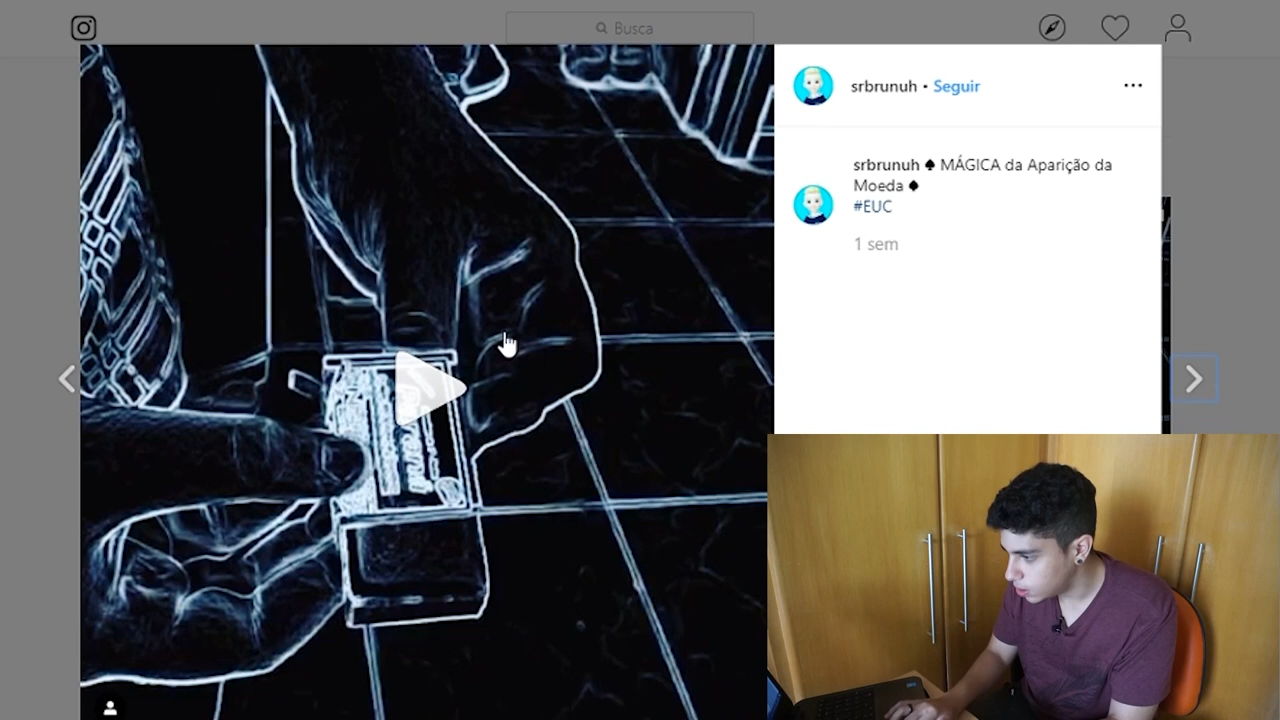 Busca
srbrunuh • Seguir
srbrunuh ♠ MÁGICA da Aparição da
Moeda ♠
#EUC
1 sem